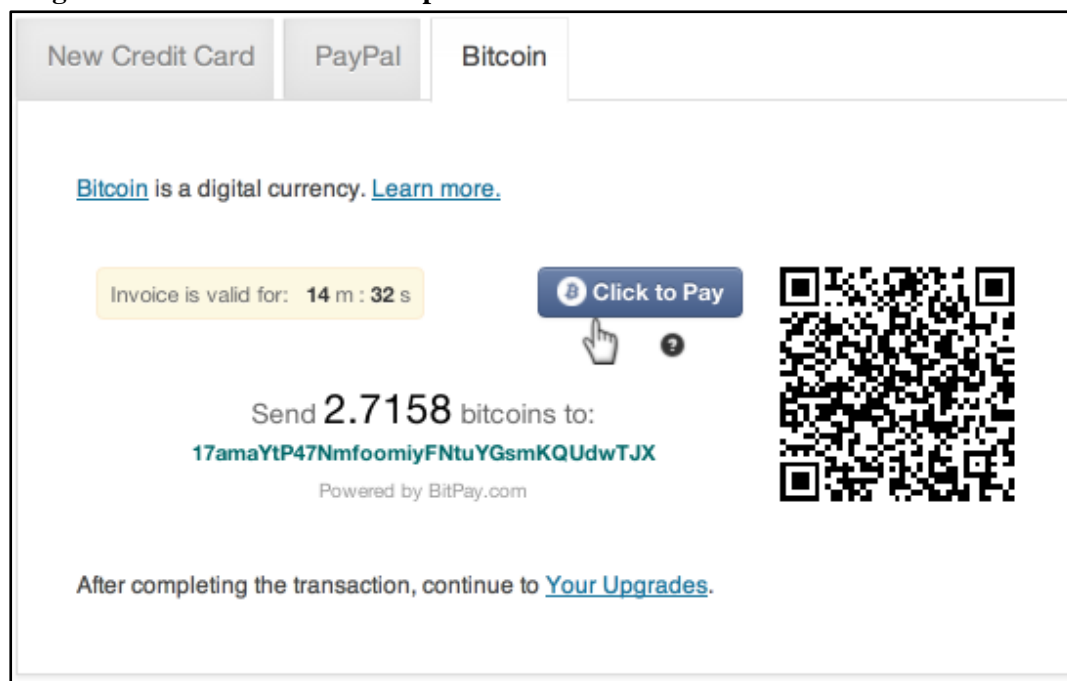 New Credit Card
PayPal
Bitcoin
Bitcoin is a digital currency. Learn more.
Invoice is valid for: 14 m : 32 s
Click to Pay
?
Send 2.7158 bitcoins to:
17amaYtP47NmfoomiyFNtuYGsmKQUdwTJX
Powered by BitPay.com
After completing the transaction, continue to Your Upgrades.